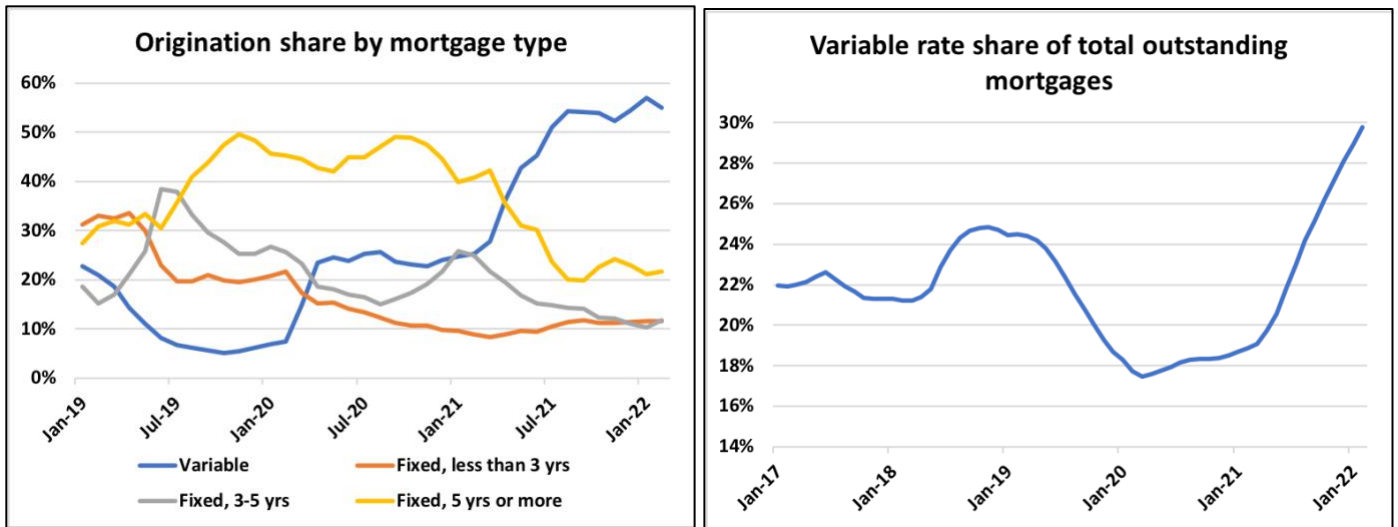 Origination share by mortgage type
60%
50%
40%
30%
20%
10%
0%
Jan-19
Jul-19
Jan-20
Jul-20
Jan-21
Jul-21
Jan-22
Variable
Fixed, less than 3 yrs
Fixed, 3-5 yrs
Fixed, 5 yrs or more
Variable rate share of total outstanding
mortgages
30%
28%
26%
24%
22%
20%
18%
16%
14%
Jan-17
Jan-18
Jan-19
Jan-20
Jan-21
Jan-22